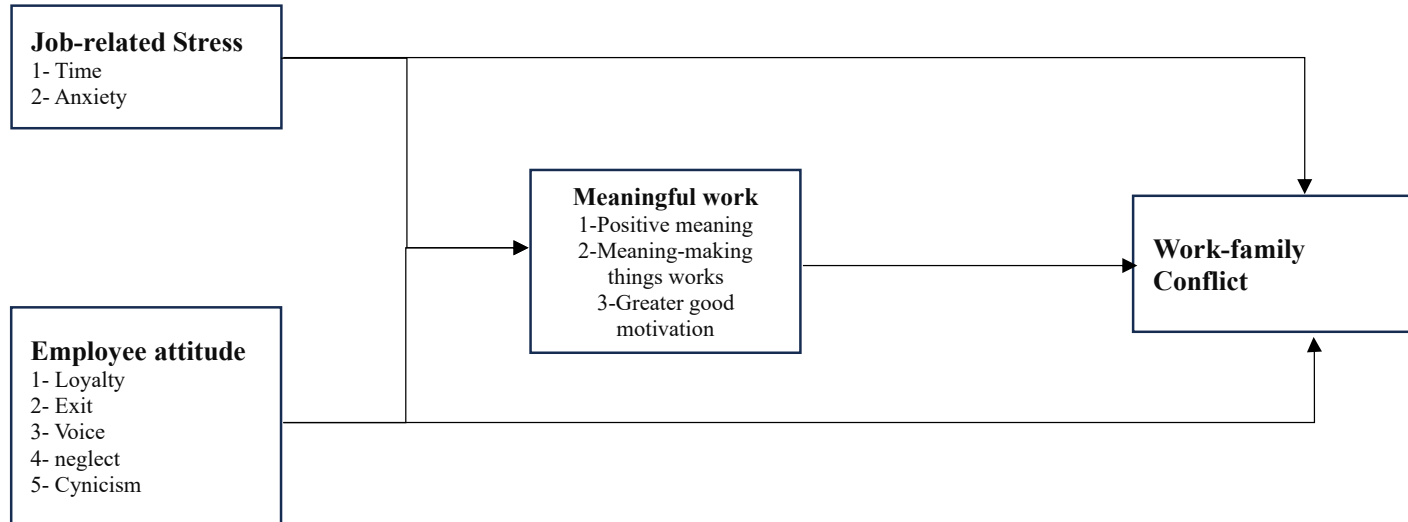 Job-related Stress
1- Time
2- Anxiety
Meaningful work
1-Positive meaning
2-Meaning-making
things works
3-Greater good
motivation
Work-family
Conflict
Employee attitude
1- Loyalty
2- Exit
3- Voice
4- neglect
5- Cynicism